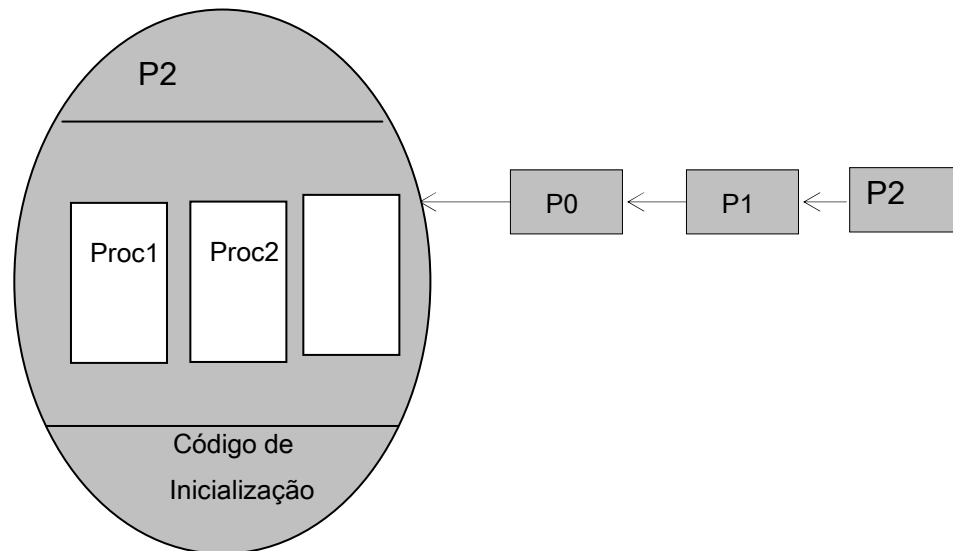 P2
Proc1
Proc2
Código de
Inicialização
P0
P1
P2